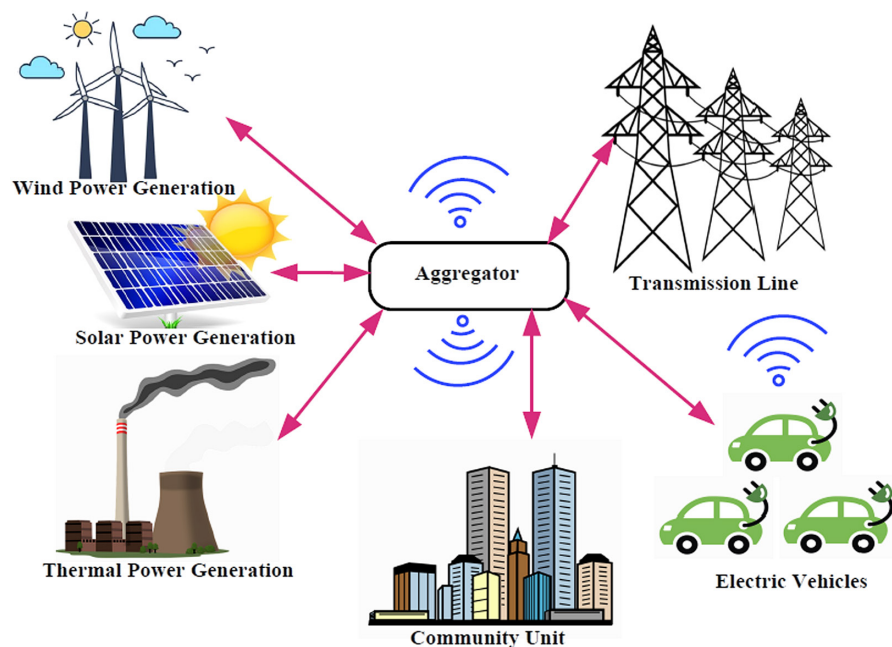 Wind Power Generation
Aggregator
Transmission Line
Solar Power Generation
Thermal Power Generation
Electric Vehicles
Community Unit